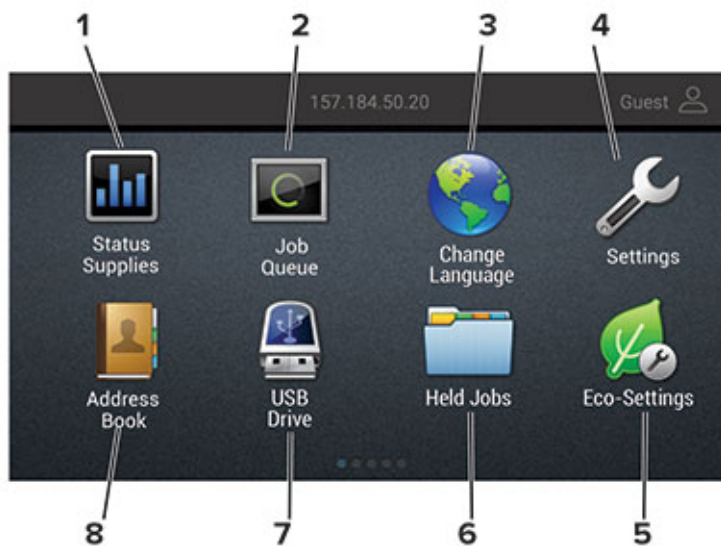 1 2 3 4
157.184.50.20 Guest
Status
Supplies
Job
Queue
Change
Language
Settings
Address
Book
USB
Drive
Held Jobs
Eco-Settings
8 7 6 5